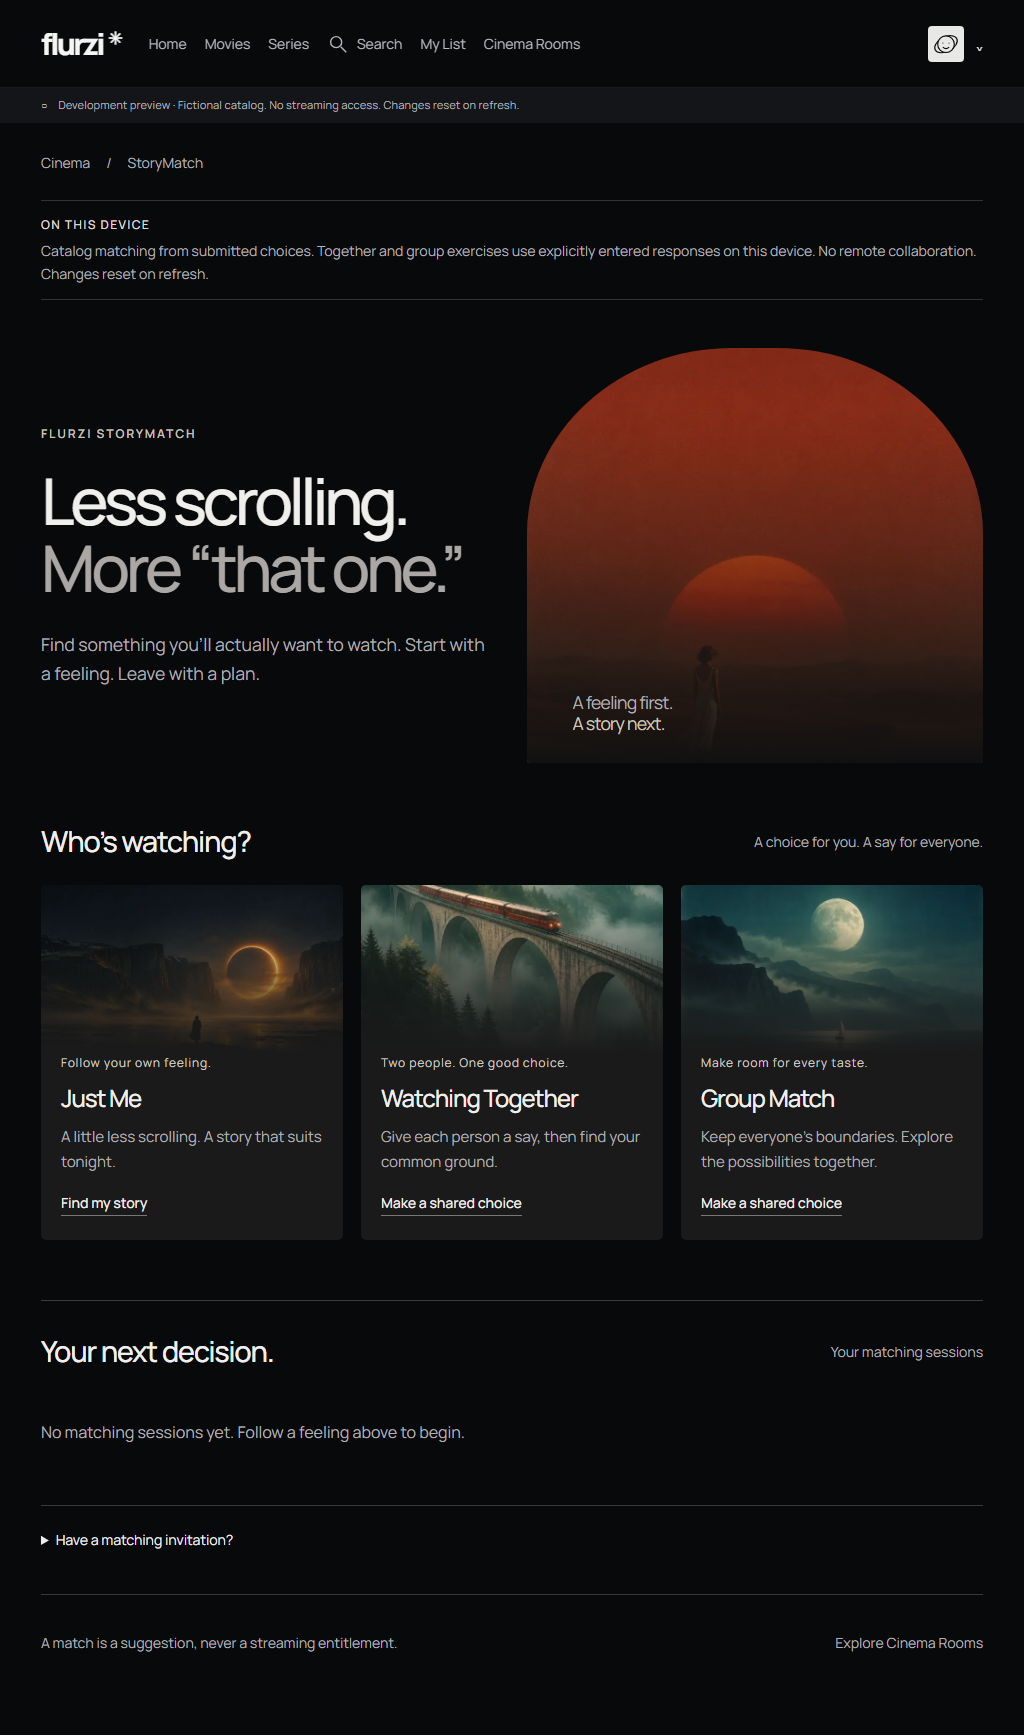 flurzi*
Home Movies Series Search My List Cinema Rooms
Development preview · Fictional catalog. No streaming access. Changes reset on refresh.
Cinema / StoryMatch
ON THIS DEVICE
Catalog matching from submitted choices. Together and group exercises use explicitly entered responses on this device. No remote collaboration.
Changes reset on refresh.
FLURZI STORYMATCH
Less scrolling.
More “that one.”
Find something you’ll actually want to watch. Start with
a feeling. Leave with a plan.
A feeling first.
A story next.
Who’s watching?
A choice for you. A say for everyone.
Follow your own feeling.
Just Me
A little less scrolling. A story that suits
tonight.
Find my story
Two people. One good choice.
Watching Together
Give each person a say, then find your
common ground.
Make a shared choice
Make room for every taste.
Group Match
Keep everyone’s boundaries. Explore
the possibilities together.
Make a shared choice
Your next decision.
Your matching sessions
No matching sessions yet. Follow a feeling above to begin.
Have a matching invitation?
A match is a suggestion, never a streaming entitlement.
Explore Cinema Rooms